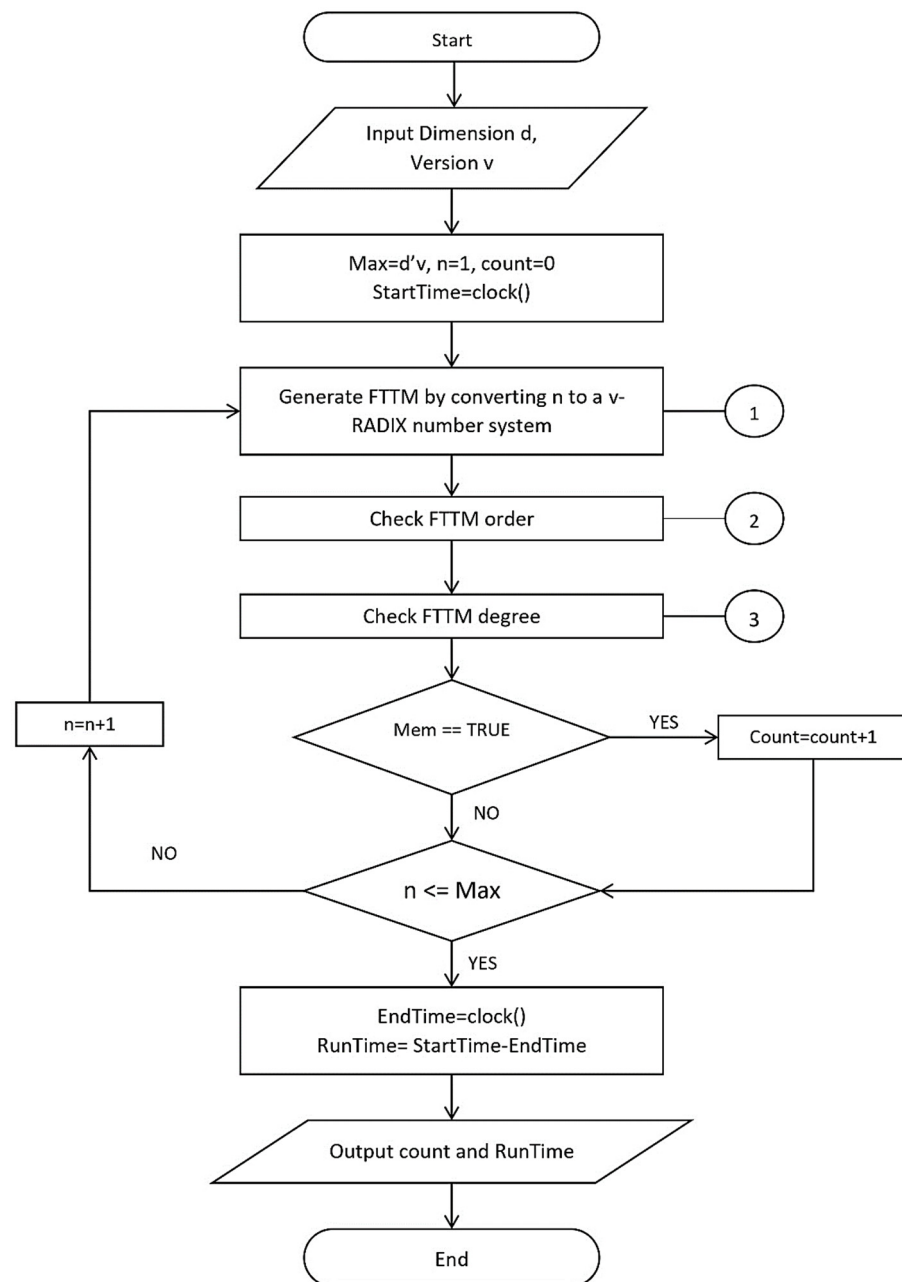 Start
Input Dimension d,
Version v
Max=d’v, n=1, count=0
StartTime=clock()
Generate FTTM by converting n to a v-
RADIX number system
1
Check FTTM order
2
Check FTTM degree
3
Mem == TRUE
YES
Count=count+1
n=n+1
NO
NO
n <= Max
YES
EndTime=clock()
RunTime= StartTime-EndTime
Output count and RunTime
End